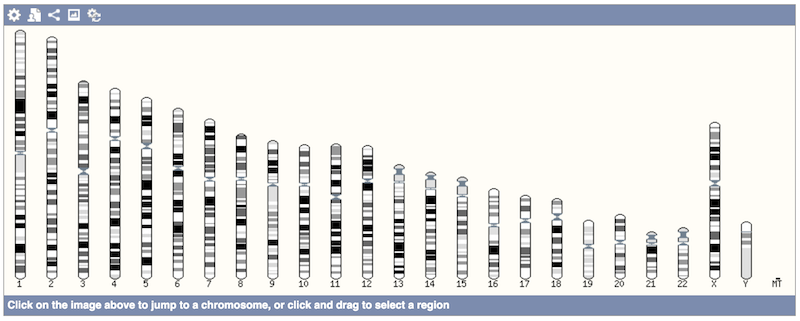 1 2 3 4 5 6 7 8 9 10 11 12 13 14 15 16 17 18 19 20 21 22 X Y MT
Click on the image above to jump to a chromosome, or click and drag to select a region